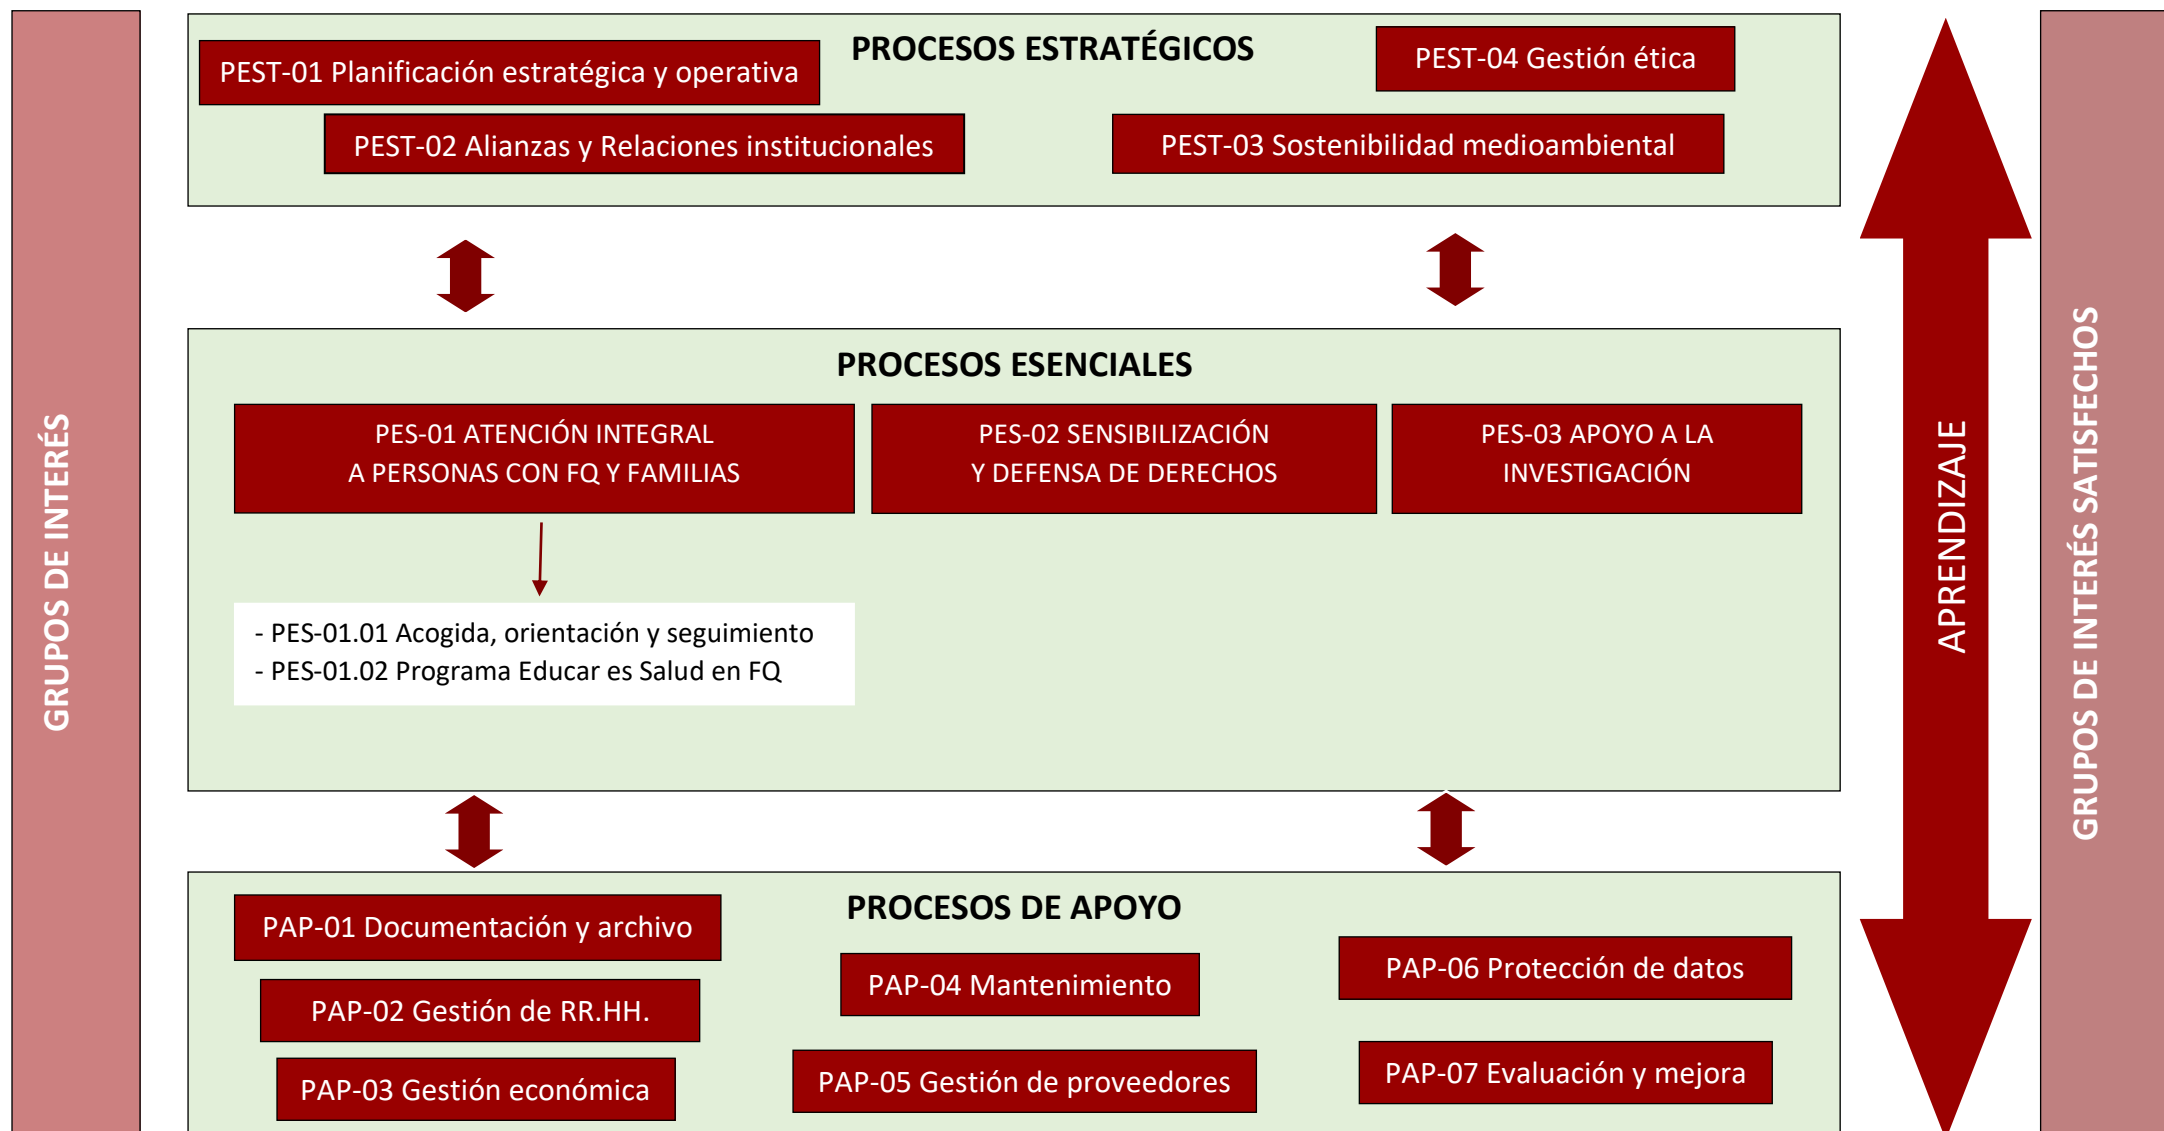 GRUPOS DE INTERÉS
PROCESOS ESTRATÉGICOS
PEST-01 Planificación estratégica y operativa
PEST-04 Gestión ética
PEST-02 Alianzas y Relaciones institucionales
PEST-03 Sostenibilidad medioambiental
PROCESOS ESENCIALES
PES-01 ATENCIÓN INTEGRAL
A PERSONAS CON FQ Y FAMILIAS
PES-02 SENSIBILIZACIÓN
Y DEFENSA DE DERECHOS
PES-03 APOYO A LA
INVESTIGACIÓN
- PES-01.01 Acogida, orientación y seguimiento
- PES-01.02 Programa Educar es Salud en FQ
PROCESOS DE APOYO
PAP-01 Documentación y archivo
PAP-02 Gestión de RR.HH.
PAP-03 Gestión económica
PAP-04 Mantenimiento
PAP-05 Gestión de proveedores
PAP-06 Protección de datos
PAP-07 Evaluación y mejora
APRENDIZAJE
GRUPOS DE INTERÉS SATISFECHOS